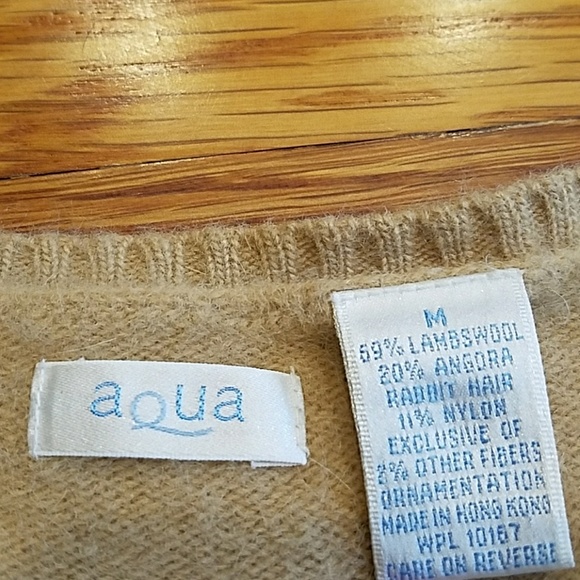 aqua
M
69% LAMBSWOOL
20% ANGORA
RABBIT HAIR
11% NYLON
EXCLUSIVE OF
2% OTHER FIBERS
ORNAMENTATION
MADE IN HONG KONG
WPL 10167
CARE ON REVERSE